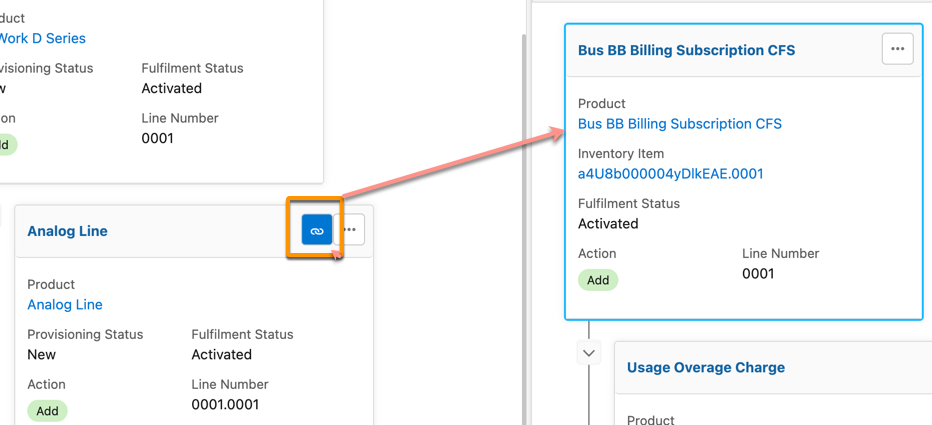 duct
Work D Series
visioning Status Fulfilment Status
w Activated
on Line Number
dd 0001
Analog Line
Product
Analog Line
Provisioning Status Fulfilment Status
New Activated
Action Line Number
Add 0001.0001
Bus BB Billing Subscription CFS
Product
Bus BB Billing Subscription CFS
Inventory Item
a4U8b000004yDlkEAE.0001
Fulfilment Status
Activated
Action Line Number
Add 0001
Usage Overage Charge
Product